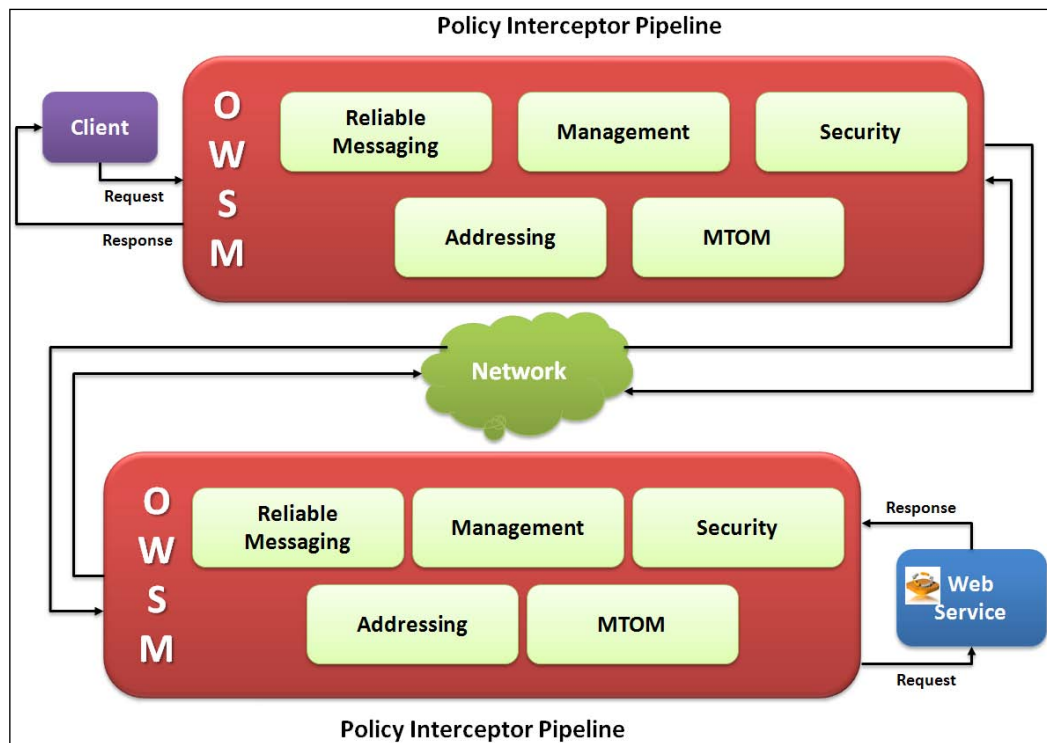 Policy Interceptor Pipeline
Client
Request
Response
O
W
S
M
Reliable
Messaging
Management
Security
Addressing
MTOM
Network
O
W
S
M
Reliable
Messaging
Management
Security
Addressing
MTOM
Response
Web
Service
Request
Policy Interceptor Pipeline